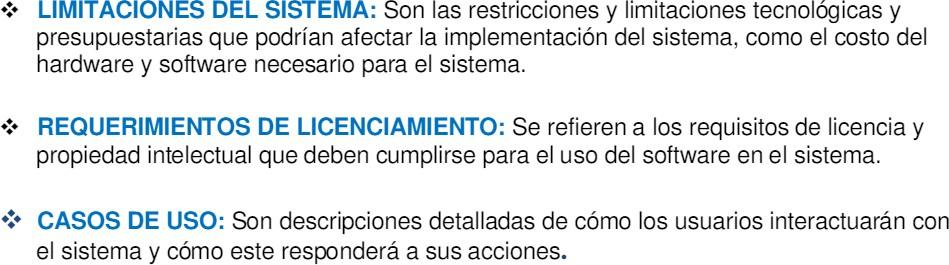 ❖ LIMITACIONES DEL SISTEMA: Son las restricciones y limitaciones tecnológicas y
presupuestarias que podrían afectar la implementación del sistema, como el costo del
hardware y software necesario para el sistema.
❖ REQUERIMIENTOS DE LICENCIAMIENTO: Se refieren a los requisitos de licencia y
propiedad intelectual que deben cumplirse para el uso del software en el sistema.
❖ CASOS DE USO: Son descripciones detalladas de cómo los usuarios interactuarán con
el sistema y cómo este responderá a sus acciones.